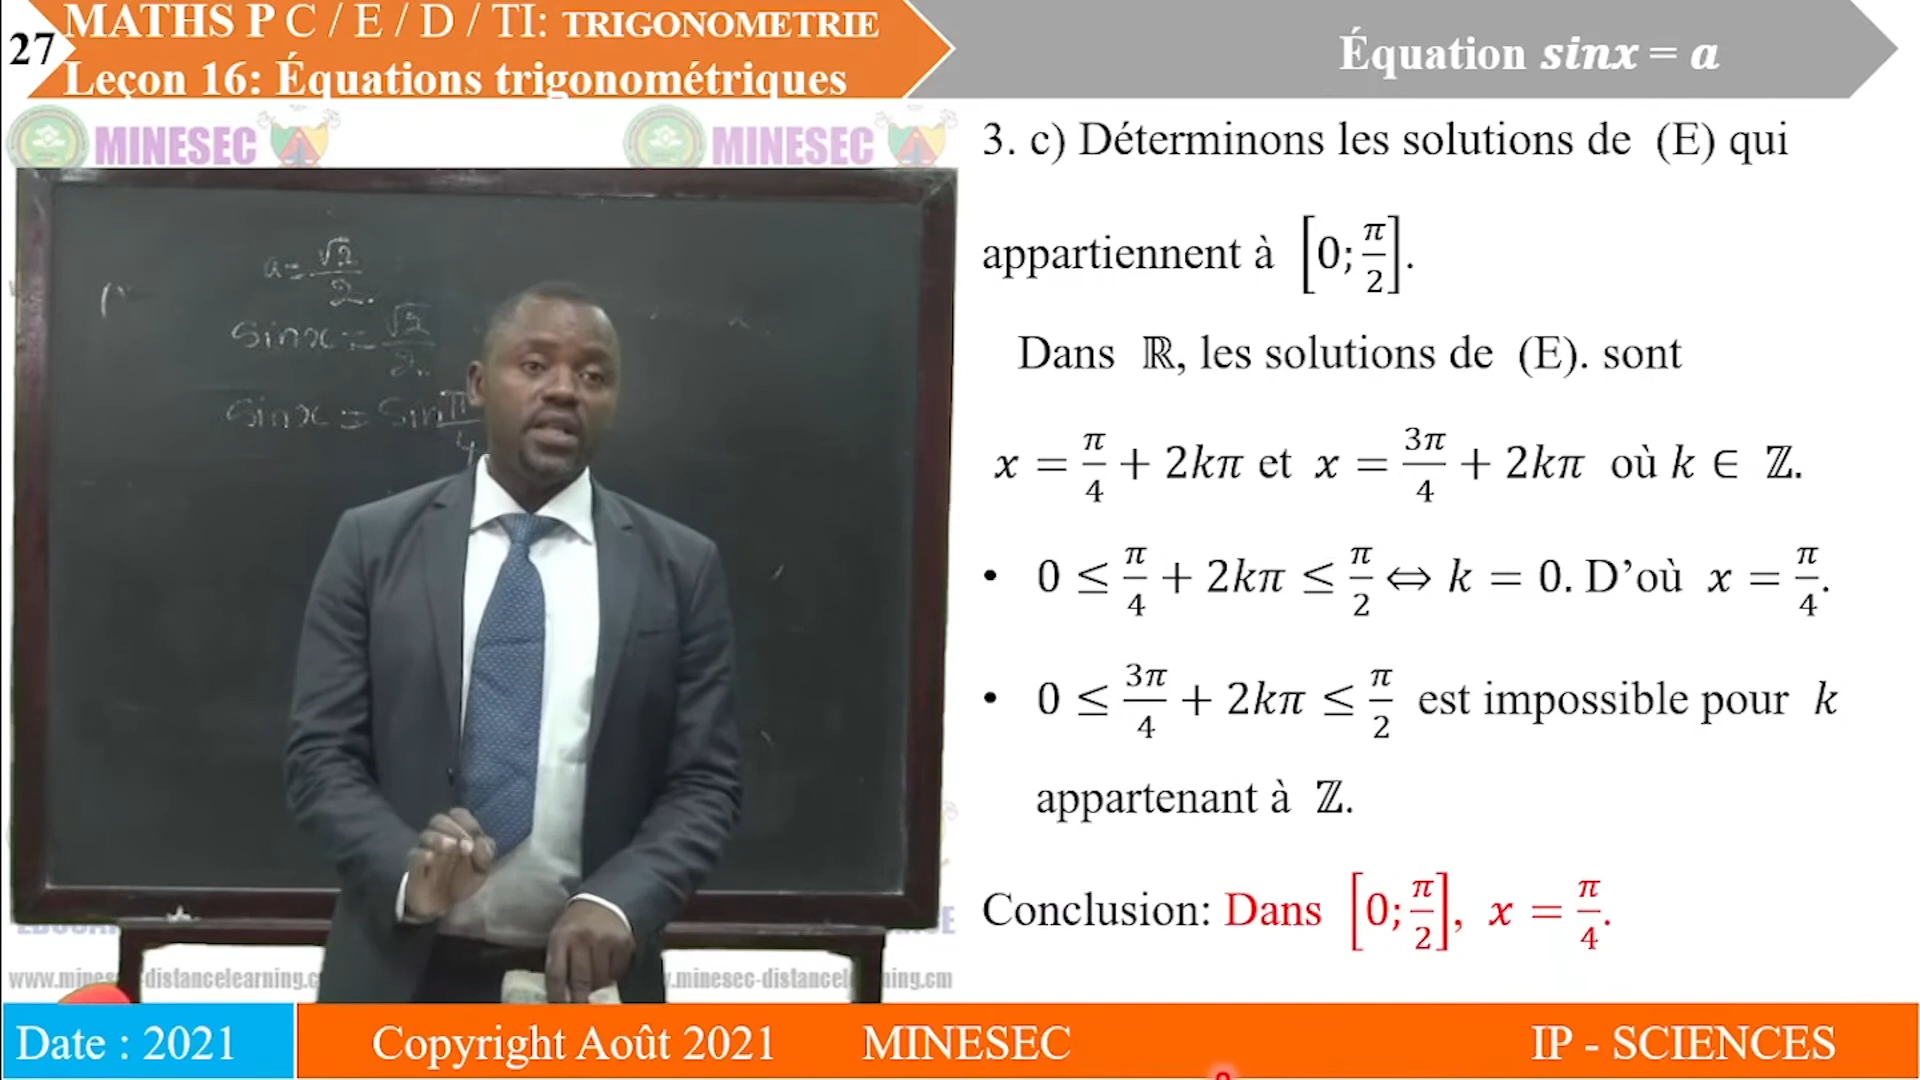 27
MATHS P C / E / D / TI: TRIGONOMETRIE
Leçon 16: Équations trigonométriques
Équation sinx = a
MINESEC
MINESEC
a = √2/2.
sinx = √2/2.
sinx = sin π/4
3. c) Déterminons les solutions de (E) qui
appartiennent à [0; π/2].
Dans ℝ, les solutions de (E). sont
x = π/4 + 2kπ et x = 3π/4 + 2kπ où k ∈ ℤ.
• 0 ≤ π/4 + 2kπ ≤ π/2 ⇔ k = 0. D’où x = π/4.
• 0 ≤ 3π/4 + 2kπ ≤ π/2 est impossible pour k
appartenant à ℤ.
Conclusion: Dans [0; π/2], x = π/4.
Date : 2021
Copyright Août 2021
MINESEC
IP - SCIENCES